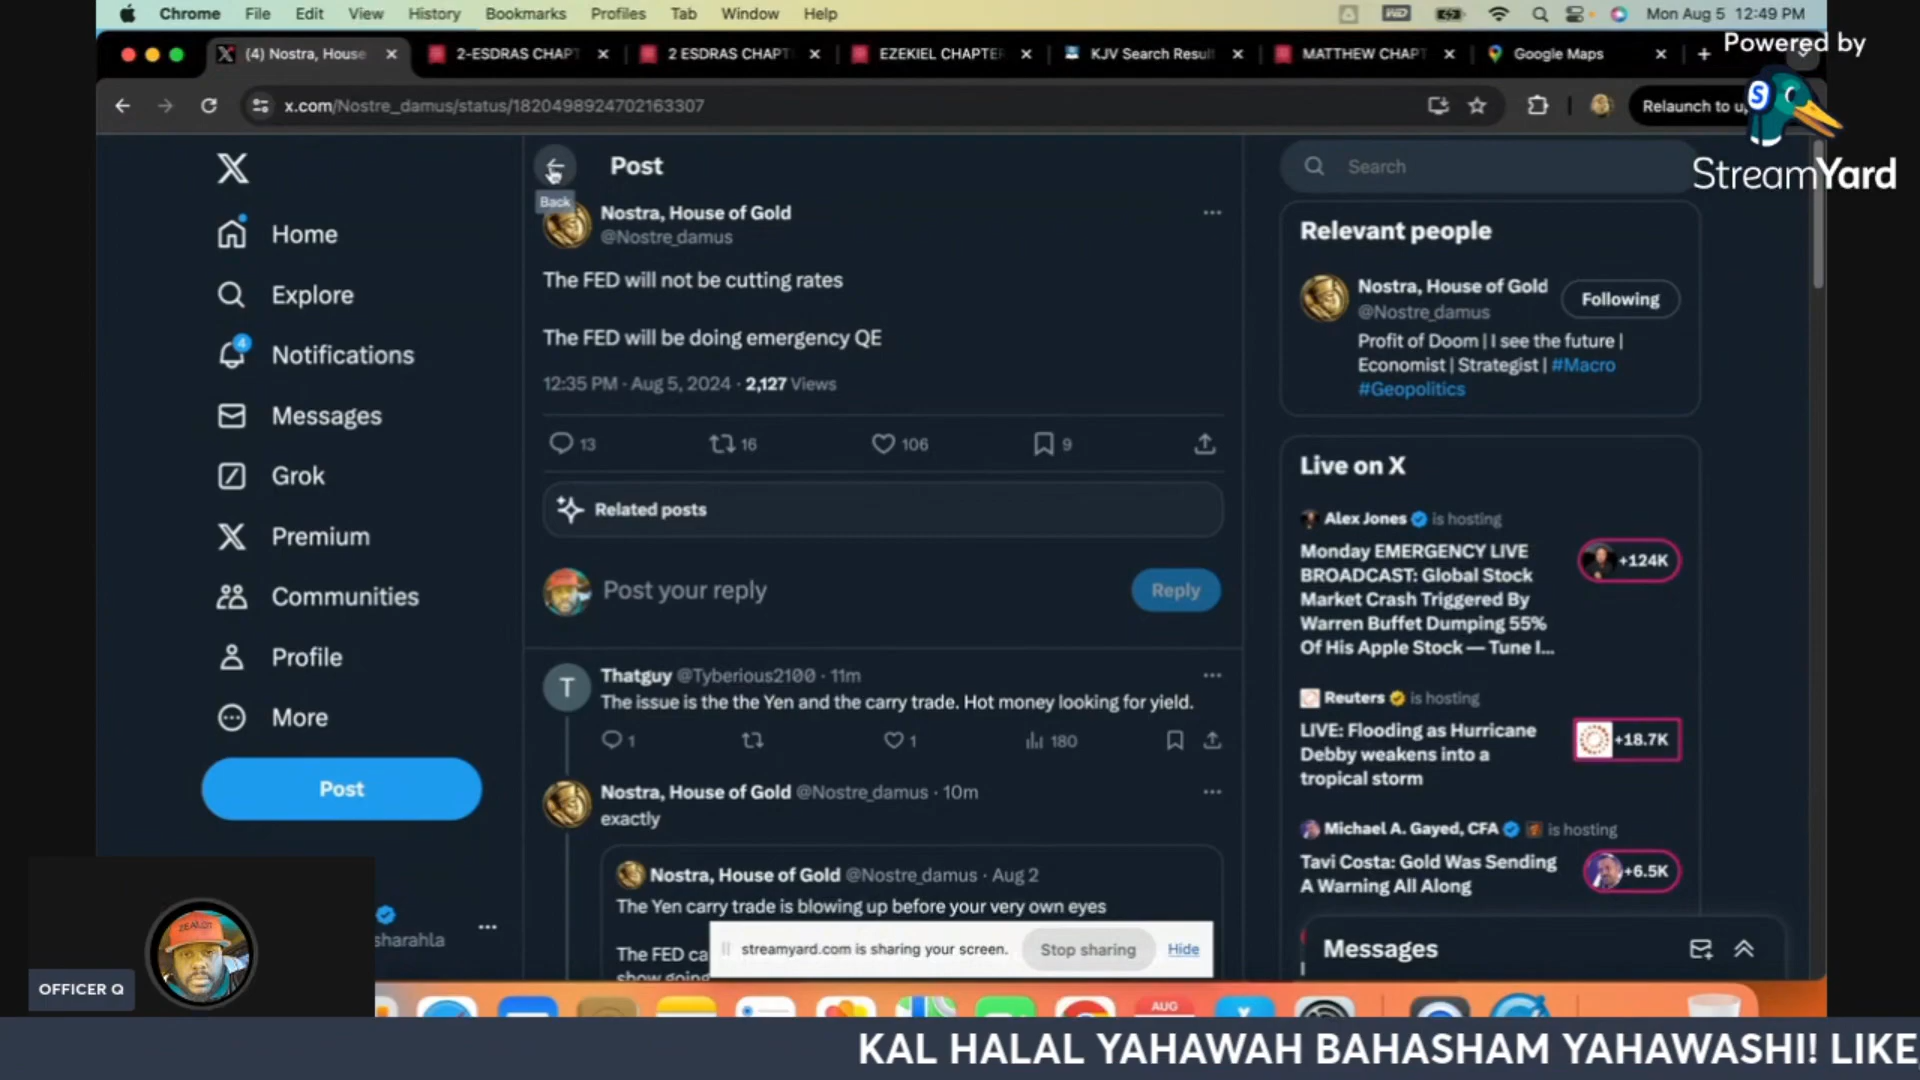 Chrome File Edit View History Bookmarks Profiles Tab Window Help
Mon Aug 5 12:49 PM
(4) Nostra, House
2-ESDRAS CHAPT
2 ESDRAS CHAPT
EZEKIEL CHAPTER
KJV Search Resul
MATTHEW CHAPT
Google Maps
Powered by
StreamYard
x.com/Nostre_damus/status/1820498924702163307
Relaunch to u
Home
Explore
4
Notifications
Messages
Grok
Premium
Communities
Profile
More
Post
sharahla
Post
Back
Nostra, House of Gold
@Nostre_damus
The FED will not be cutting rates
The FED will be doing emergency QE
12:35 PM · Aug 5, 2024 · 2,127 Views
13 16 106 9
Related posts
Post your reply
Reply
T
Thatguy @Tyberious2100 · 11m
The issue is the the Yen and the carry trade. Hot money looking for yield.
1 1 180
Nostra, House of Gold @Nostre_damus · 10m
exactly
Nostra, House of Gold @Nostre_damus · Aug 2
The Yen carry trade is blowing up before your very own eyes
The FED ca
show going
streamyard.com is sharing your screen.
Stop sharing
Hide
Search
Relevant people
Nostra, House of Gold
@Nostre_damus
Following
Profit of Doom | I see the future |
Economist | Strategist | #Macro
#Geopolitics
Live on X
Alex Jones is hosting
Monday EMERGENCY LIVE
BROADCAST: Global Stock
Market Crash Triggered By
Warren Buffet Dumping 55%
Of His Apple Stock — Tune I...
+124K
Reuters is hosting
LIVE: Flooding as Hurricane
Debby weakens into a
tropical storm
+18.7K
Michael A. Gayed, CFA is hosting
Tavi Costa: Gold Was Sending
A Warning All Along
+6.5K
Messages
ZEALOT
OFFICER Q
AUG
KAL HALAL YAHAWAH BAHASHAM YAHAWASHI! LIKE